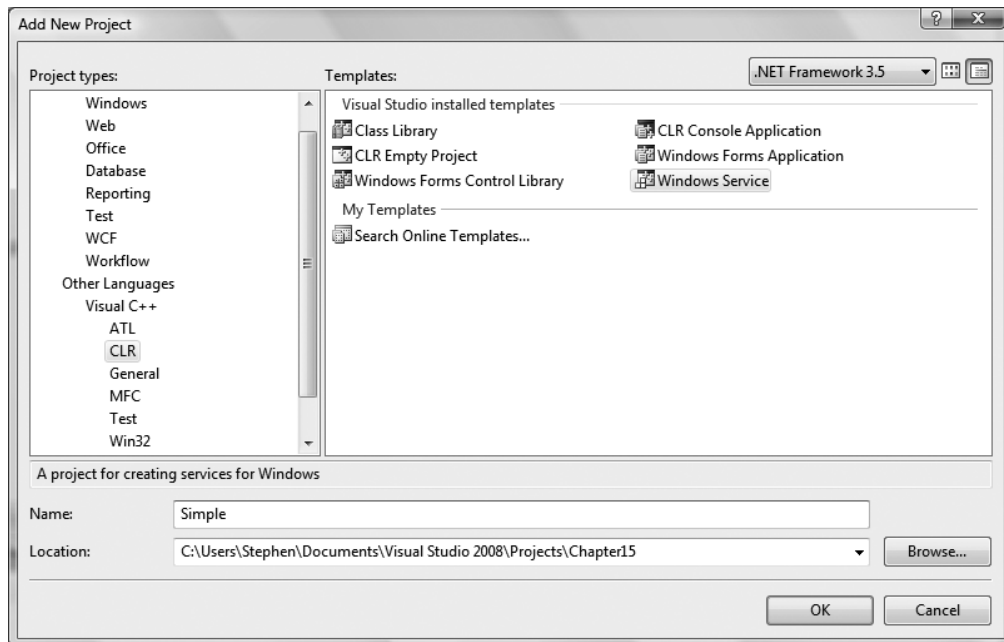 Add New Project
Project types:
Windows
Web
Office
Database
Reporting
Test
WCF
Workflow
Other Languages
Visual C++
ATL
CLR
General
MFC
Test
Win32
Templates:
.NET Framework 3.5
Visual Studio installed templates
Class Library
CLR Console Application
CLR Empty Project
Windows Forms Application
Windows Forms Control Library
Windows Service
My Templates
Search Online Templates...
A project for creating services for Windows
Name:
Simple
Location:
C:\Users\Stephen\Documents\Visual Studio 2008\Projects\Chapter15
Browse...
OK
Cancel